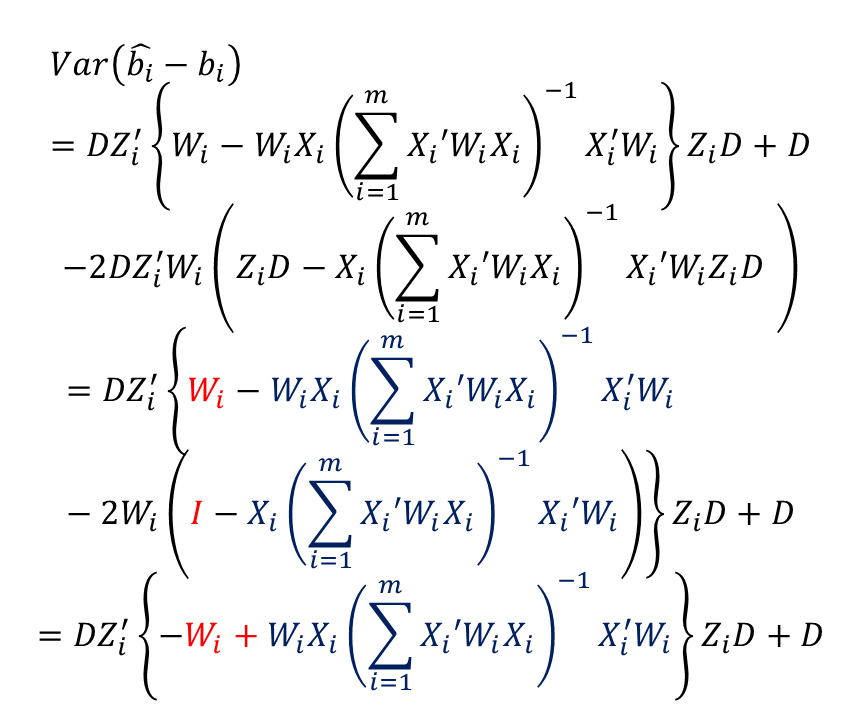 Var(b̂ᵢ − bᵢ)
= DZᵢ′ {Wᵢ − WᵢXᵢ (∑ᵢ₌₁ᵐ Xᵢ′WᵢXᵢ)⁻¹ Xᵢ′Wᵢ} ZᵢD + D
−2DZᵢ′Wᵢ (ZᵢD − Xᵢ (∑ᵢ₌₁ᵐ Xᵢ′WᵢXᵢ)⁻¹ Xᵢ′WᵢZᵢD )
= DZᵢ′ {Wᵢ − WᵢXᵢ (∑ᵢ₌₁ᵐ Xᵢ′WᵢXᵢ)⁻¹ Xᵢ′Wᵢ
− 2Wᵢ (I − Xᵢ (∑ᵢ₌₁ᵐ Xᵢ′WᵢXᵢ)⁻¹ Xᵢ′Wᵢ)} ZᵢD + D
= DZᵢ′ {−Wᵢ + WᵢXᵢ (∑ᵢ₌₁ᵐ Xᵢ′WᵢXᵢ)⁻¹ Xᵢ′Wᵢ} ZᵢD + D